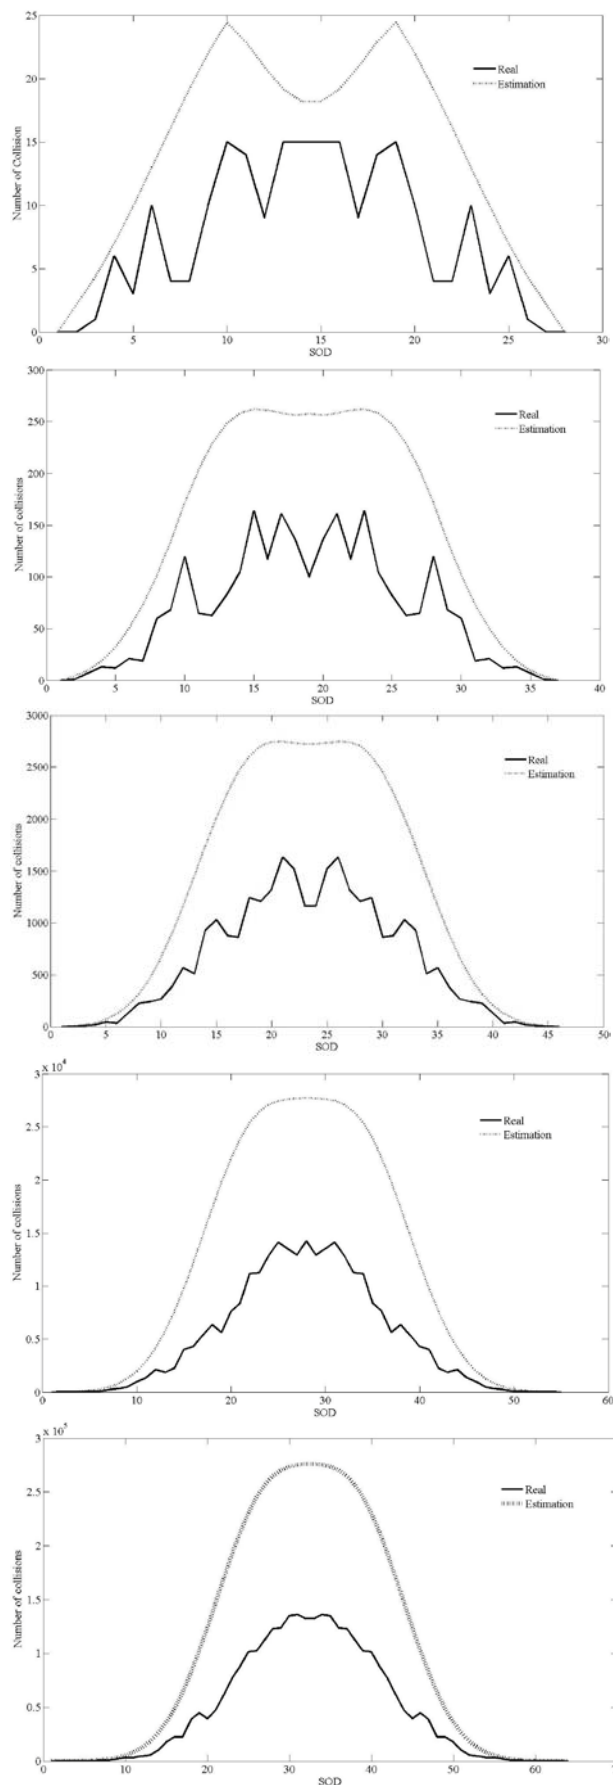 25
20
15
10
5
0
Number of Collision
Real
Estimation
0 5 10 15 20 25 30
SOD
300
250
200
150
100
50
0
Number of collisions
Real
Estimation
0 5 10 15 20 25 30 35 40
SOD
3000
2500
2000
1500
1000
500
0
Number of collisions
Real
Estimation
0 5 10 15 20 25 30 35 40 45 50
SOD
3 x 10^4
2.5
2
1.5
1
0.5
0
Number of collisions
Real
Estimation
0 10 20 30 40 50 60
SOD
3 x 10^5
2.5
2
1.5
1
0.5
0
Number of collisions
Real
Estimation
0 10 20 30 40 50 60
SOD